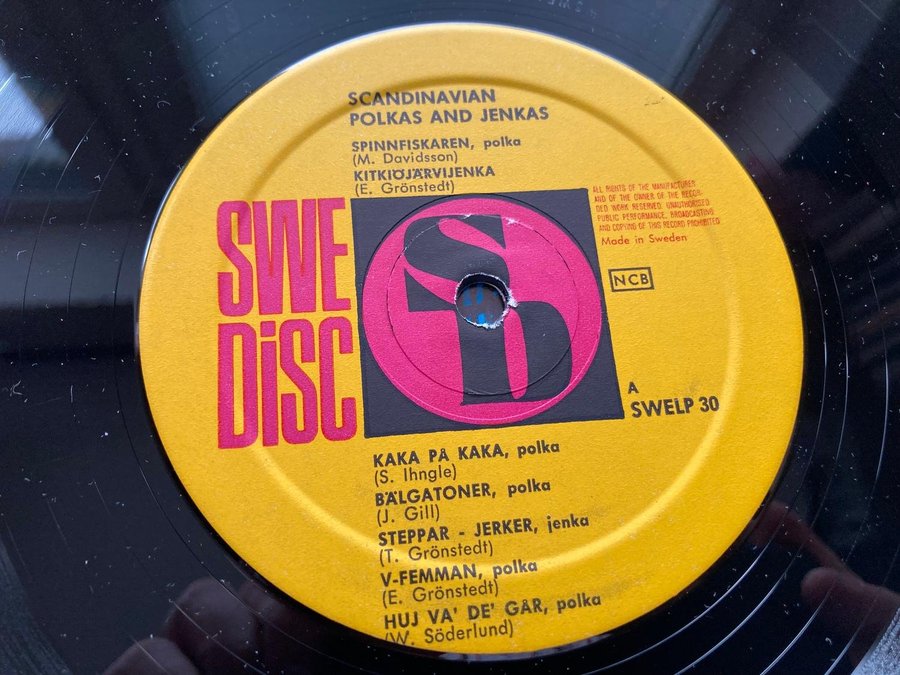 SCANDINAVIAN
POLKAS AND JENKAS
SPINNFISKAREN, polka
(M. Davidsson)
KITKIÖJÄRVIJENKA
(E. Grönstedt)
SWE
DiSC
SD
ALL RIGHTS OF THE MANUFACTURER
AND OF THE OWNER OF THE RECOR-
DED WORK RESERVED. UNAUTHORISED
PUBLIC PERFORMANCE, BROADCASTING
AND COPYING OF THIS RECORD PROHIBITED
Made in Sweden
NCB
A
SWELP 30
KAKA PÅ KAKA, polka
(S. Ihngle)
BÄLGATONER, polka
(J. Gill)
STEPPAR - JERKER, jenka
(T. Grönstedt)
V-FEMMAN, polka
(E. Grönstedt)
HUJ VA' DE' GÅR, polka
(W. Söderlund)